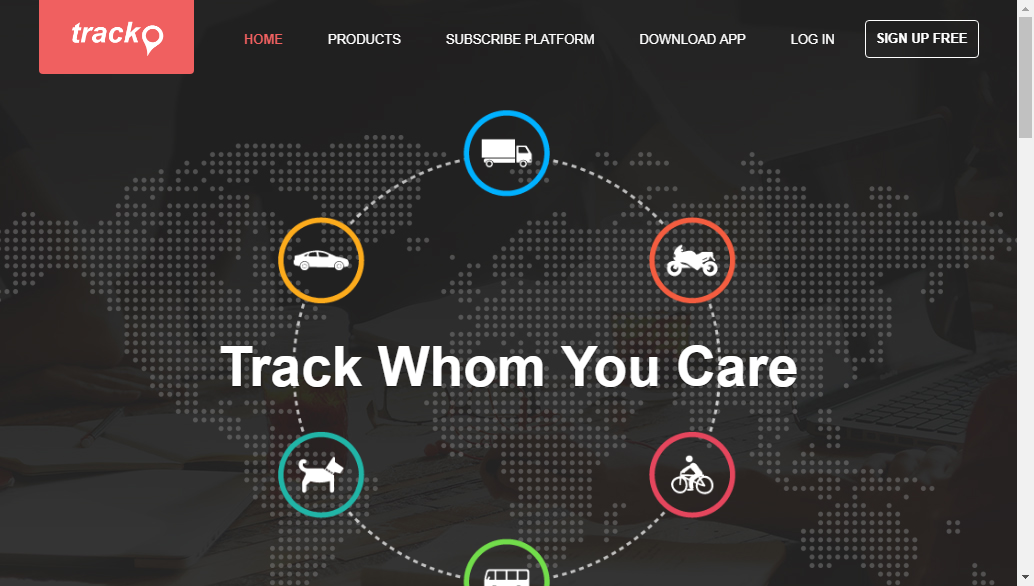 tracko
HOME
PRODUCTS
SUBSCRIBE PLATFORM
DOWNLOAD APP
LOG IN
SIGN UP FREE
Track Whom You Care